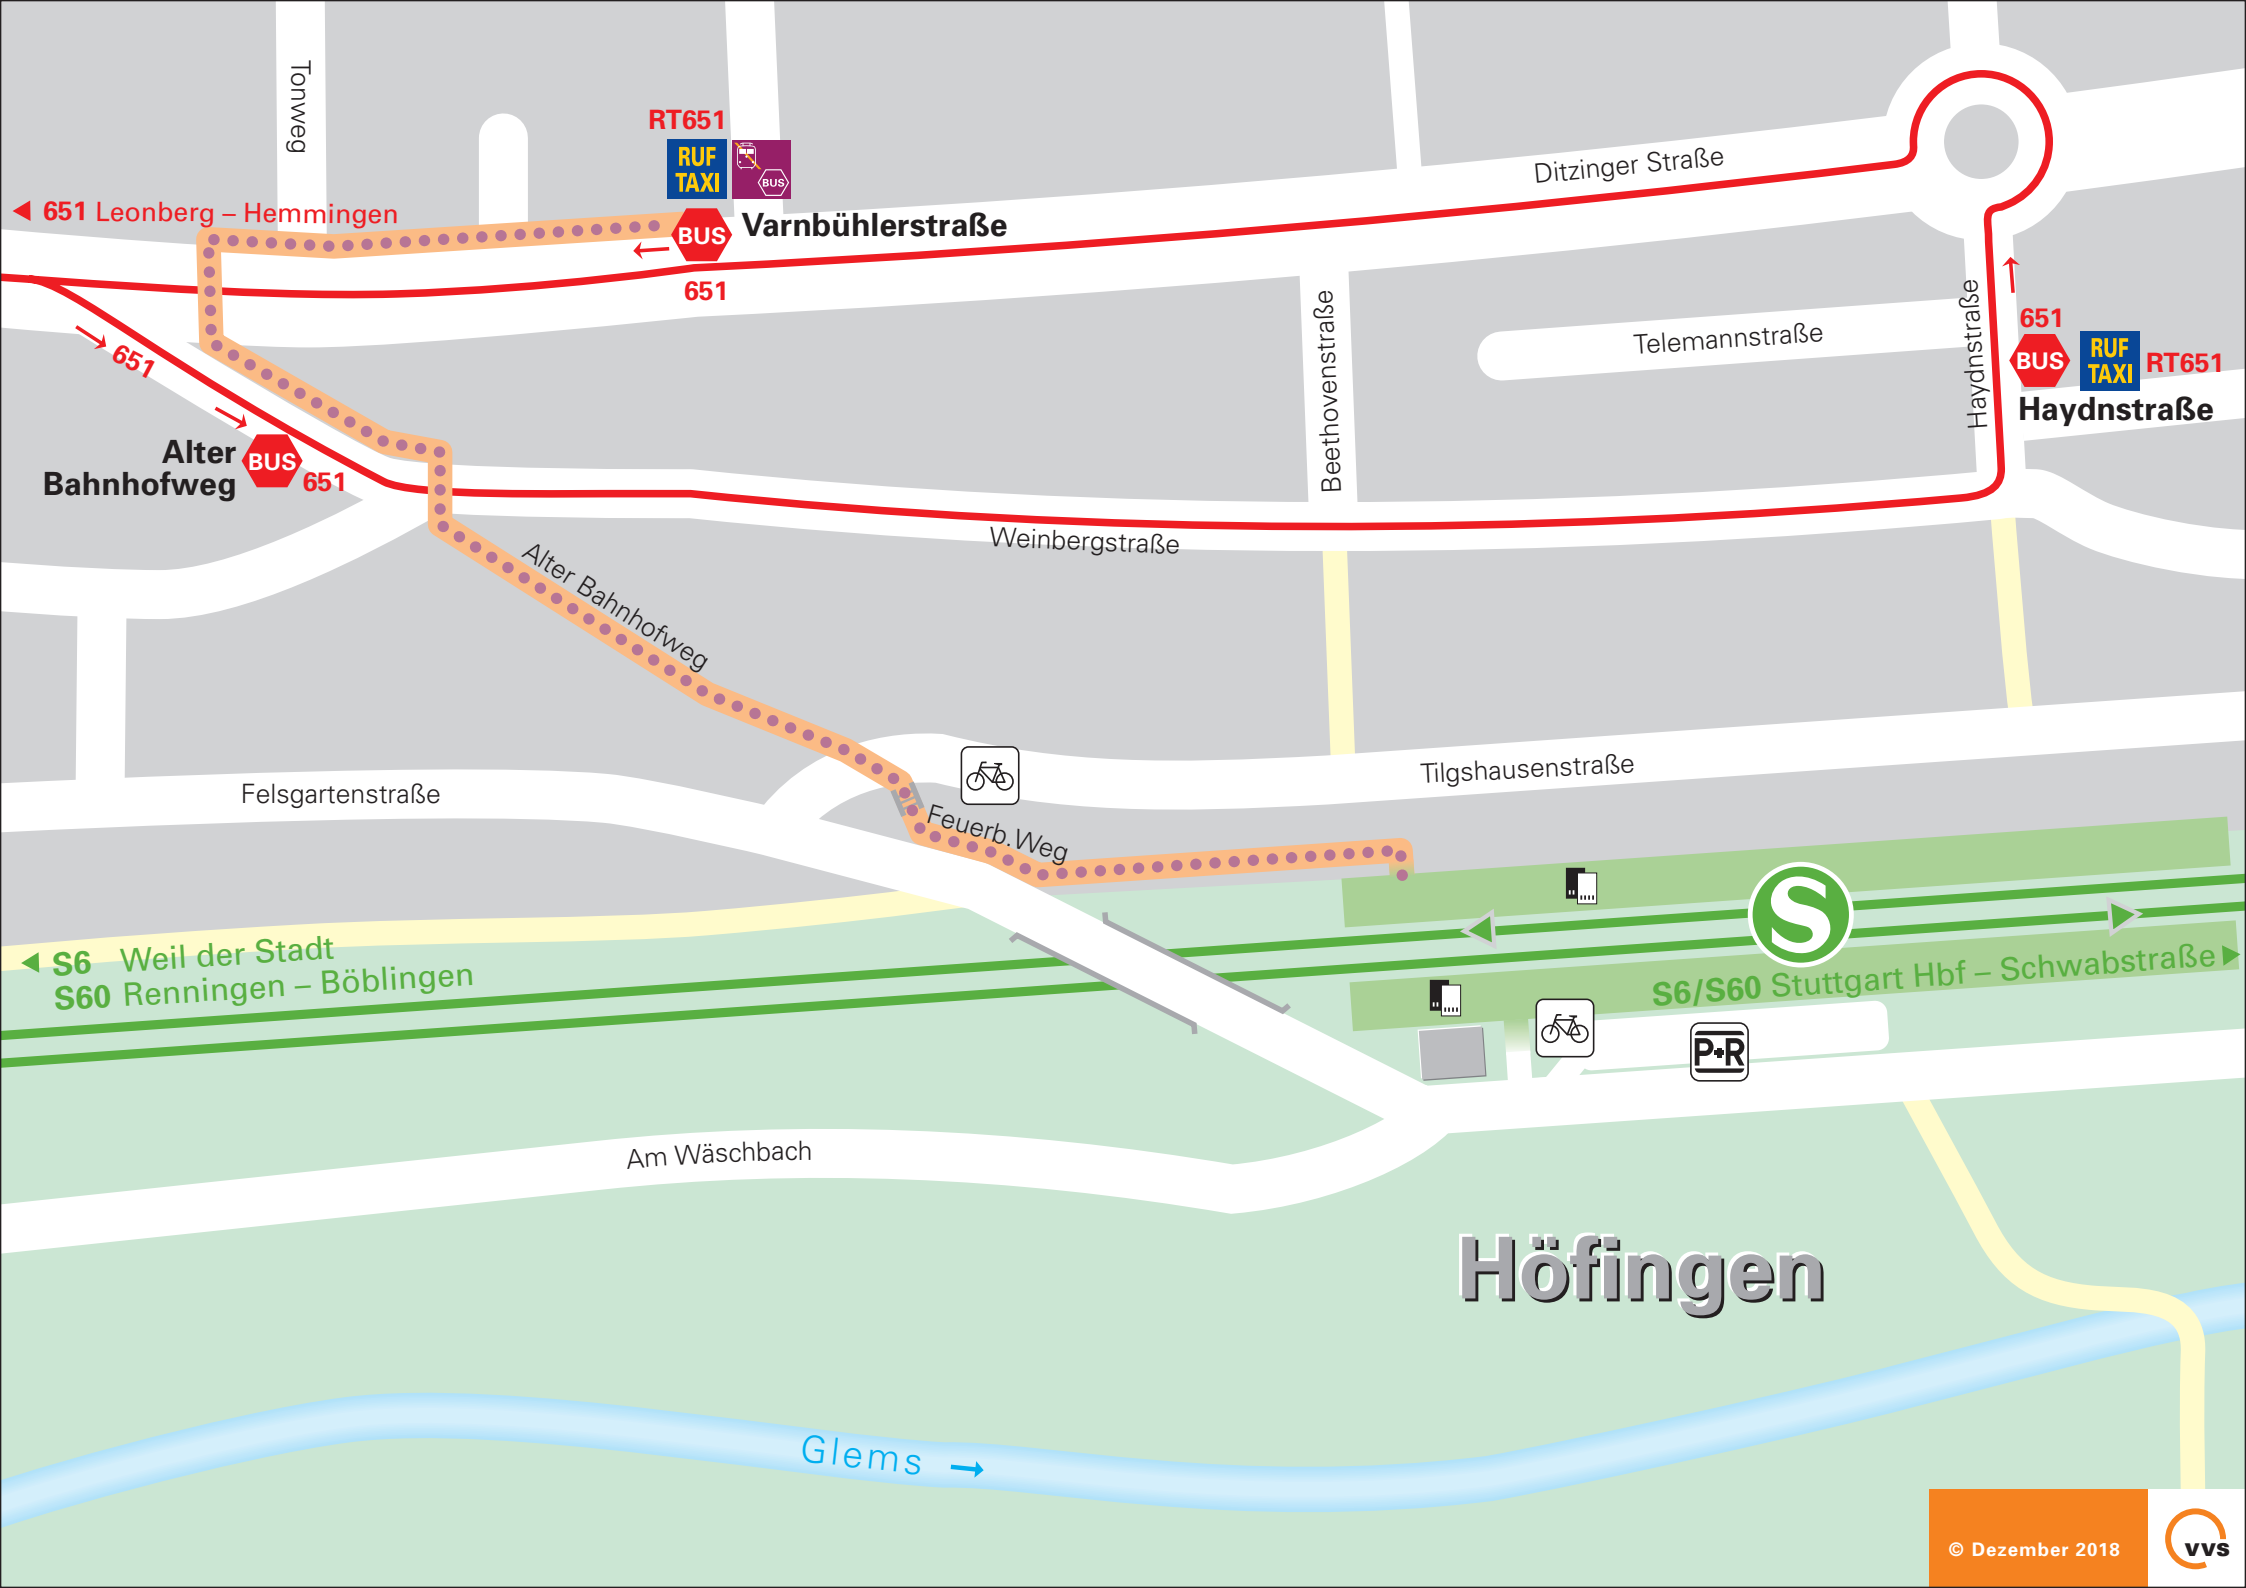 Tonweg
RT651
RUF
TAXI
BUS
651 Leonberg – Hemmingen
BUS
Varnbühlerstraße
651
Ditzinger Straße
651
Alter
Bahnhofweg
BUS
651
Beethovenstraße
Telemannstraße
Haydnstraße
651
BUS
RUF
TAXI
RT651
Haydnstraße
Weinbergstraße
Alter Bahnhofweg
Felsgartenstraße
Feuerb.Weg
Tilgshausenstraße
S6 Weil der Stadt
S60 Renningen – Böblingen
S
S6/S60 Stuttgart Hbf – Schwabstraße
P+R
Am Wäschbach
Höfingen
Glems →
© Dezember 2018
vvs